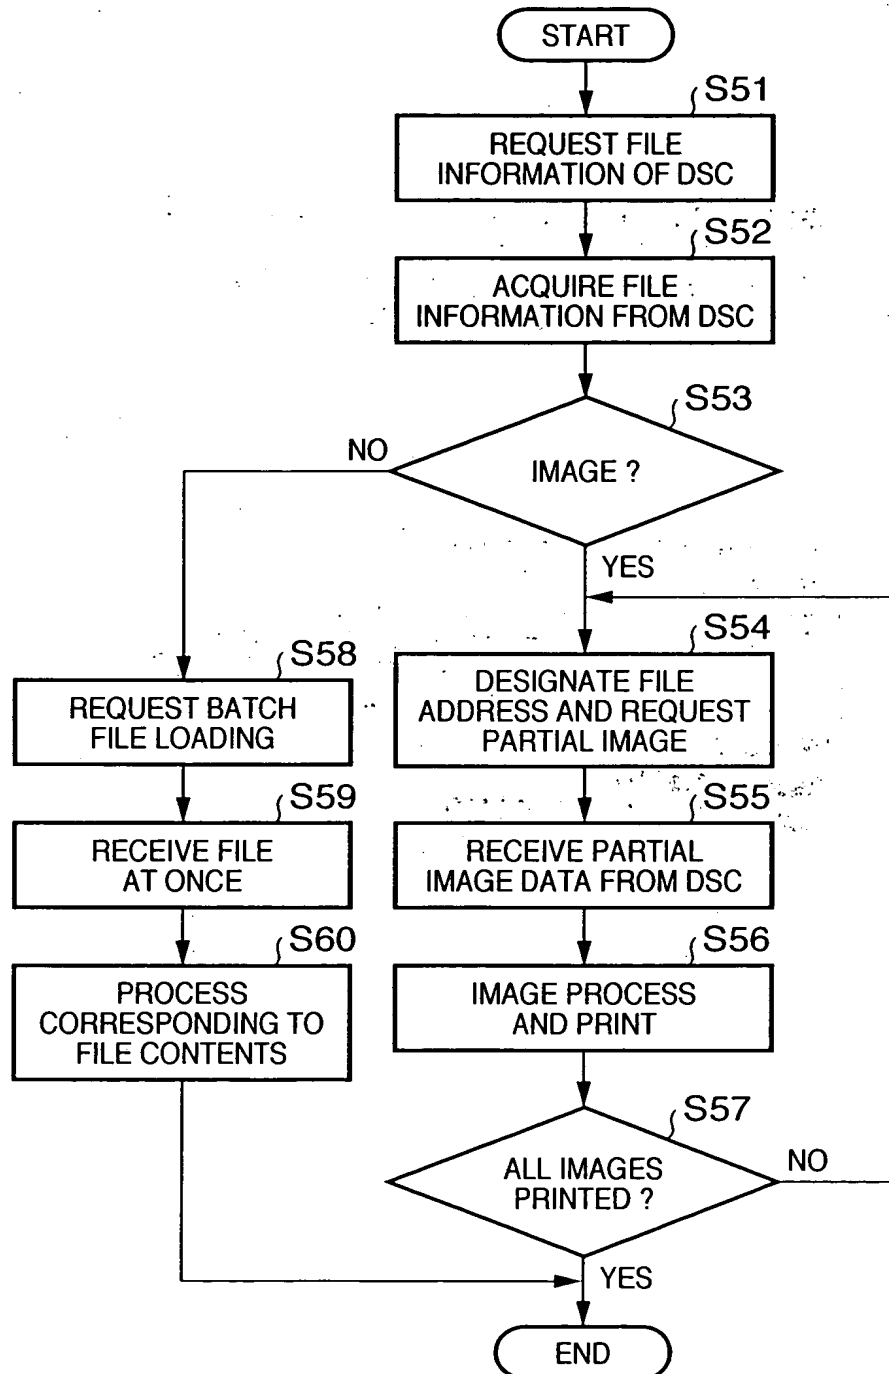 START
S51
REQUEST FILE
INFORMATION OF DSC
S52
ACQUIRE FILE
INFORMATION FROM DSC
S53
NO
IMAGE ?
YES
S54
DESIGNATE FILE
ADDRESS AND REQUEST
PARTIAL IMAGE
S58
REQUEST BATCH
FILE LOADING
S55
RECEIVE PARTIAL
IMAGE DATA FROM DSC
S59
RECEIVE FILE
AT ONCE
S56
IMAGE PROCESS
AND PRINT
S60
PROCESS
CORRESPONDING TO
FILE CONTENTS
S57
ALL IMAGES
PRINTED ?
NO
YES
END